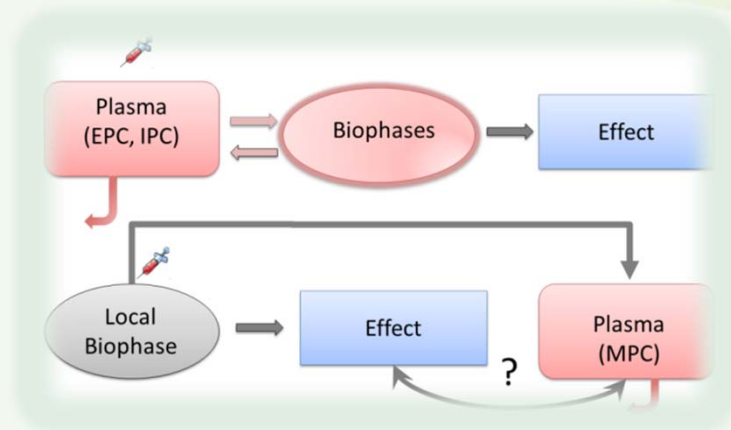 Plasma
(EPC, IPC)
Biophases
Effect
Local
Biophase
Effect
Plasma
(MPC)
?